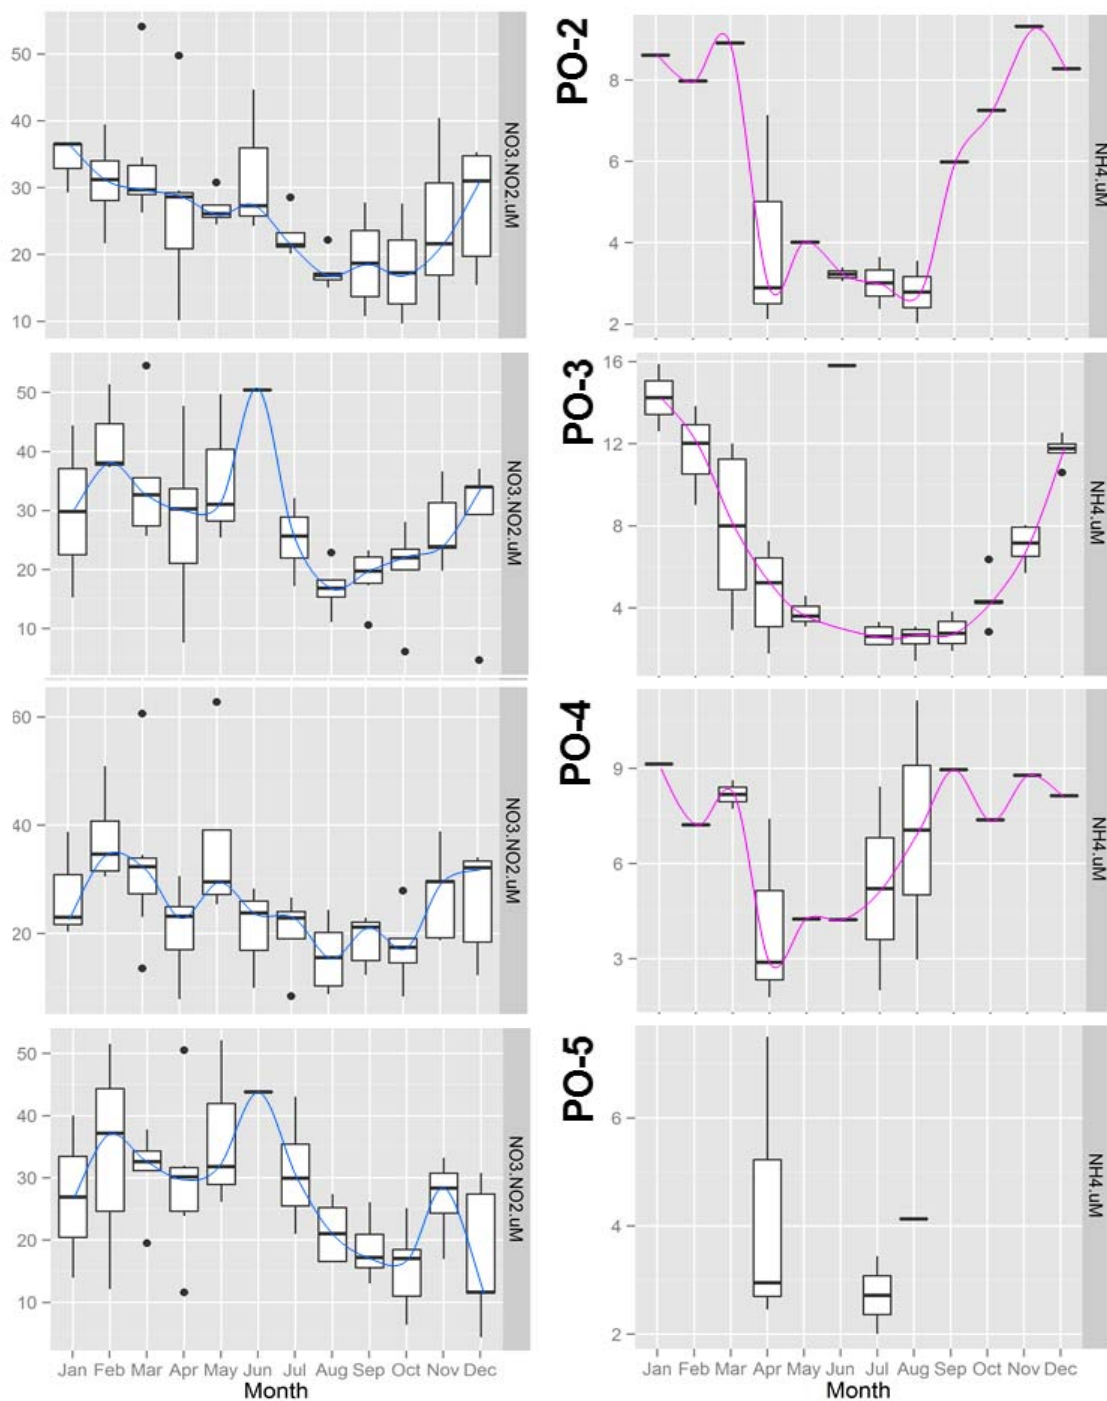 50
40
30
20
10
NO3.NO2.uM
PO-2
8
6
4
2
NH4.uM
50
40
30
20
10
NO3.NO2.uM
PO-3
16
12
8
4
NH4.uM
60
40
20
NO3.NO2.uM
PO-4
9
6
3
NH4.uM
50
40
30
20
10
NO3.NO2.uM
PO-5
6
4
2
NH4.uM
Jan Feb Mar Apr May Jun Jul Aug Sep Oct Nov Dec
Month
Jan Feb Mar Apr May Jun Jul Aug Sep Oct Nov Dec
Month